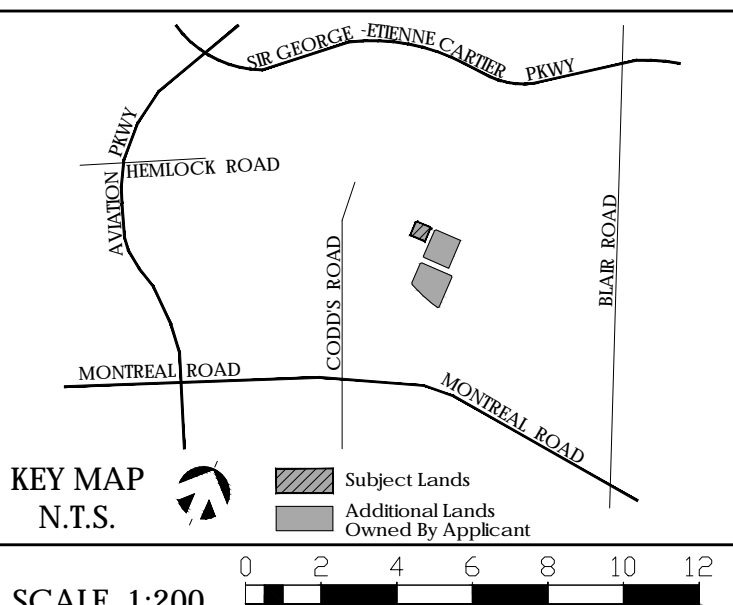 SIR GEORGE -ETIENNE CARTIER PKWY
AVIATION PKWY
HEMLOCK ROAD
CODD'S ROAD
BLAIR ROAD
MONTREAL ROAD
MONTREAL ROAD
KEY MAP
N.T.S.
Subject Lands
Additional Lands
Owned By Applicant
0 2 4 6 8 10 12
SCALE 1:200